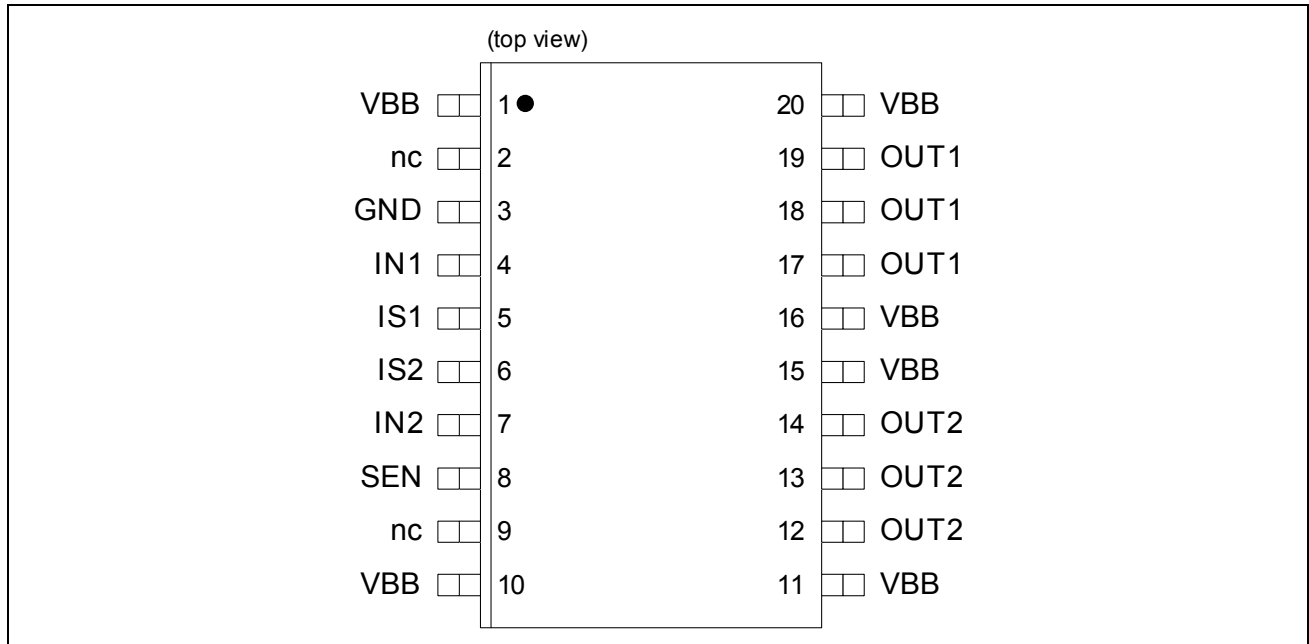 (top view)
VBB 1 20 VBB
nc 2 19 OUT1
GND 3 18 OUT1
IN1 4 17 OUT1
IS1 5 16 VBB
IS2 6 15 VBB
IN2 7 14 OUT2
SEN 8 13 OUT2
nc 9 12 OUT2
VBB 10 11 VBB